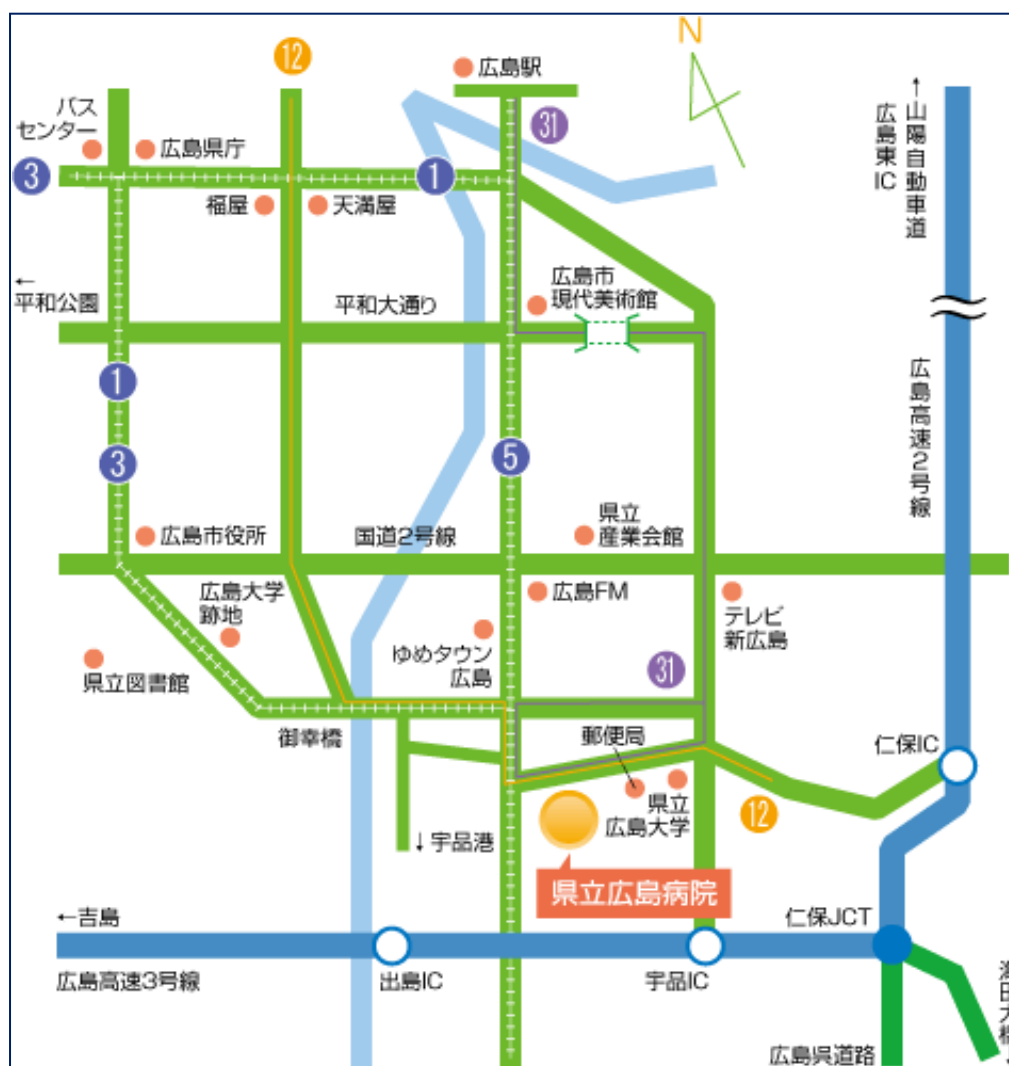 12
N
広島駅
バス
センター
31
広島県庁
3
1
福屋
天満屋
←
平和公園
平和大通り
広島市
現代美術館
↑山陽自動車道
広島東IC
1
3
5
広島高速2号線
広島市役所
国道2号線
県立
産業会館
広島大学
跡地
広島FM
テレビ
新広島
県立図書館
ゆめタウン
広島
31
御幸橋
郵便局
仁保IC
県立
広島大学
12
↓宇品港
県立広島病院
←吉島
仁保JCT
広島高速3号線
出島IC
宇品IC
海田大橋
広島呉道路